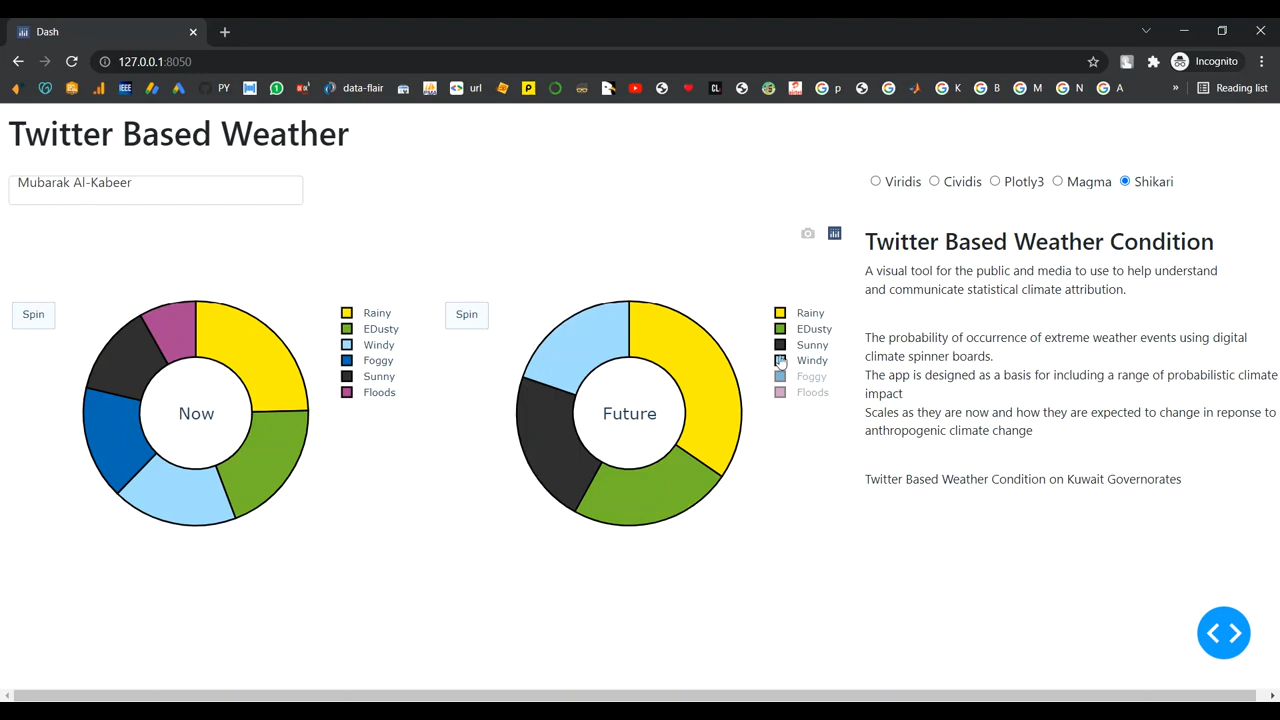 Dash
127.0.0.1:8050
Incognito
PY
data-flair
url
p
K
B
M
N
A
»
Reading list
Twitter Based Weather
Mubarak Al-Kabeer
Viridis Cividis Plotly3 Magma Shikari
Twitter Based Weather Condition
A visual tool for the public and media to use to help understand
and communicate statistical climate attribution.
The probability of occurrence of extreme weather events using digital
climate spinner boards.
The app is designed as a basis for including a range of probabilistic climate
impact
Scales as they are now and how they are expected to change in reponse to
anthropogenic climate change
Twitter Based Weather Condition on Kuwait Governorates
Spin
Now
Rainy
EDusty
Windy
Foggy
Sunny
Floods
Spin
Future
Rainy
EDusty
Sunny
Windy
Foggy
Floods